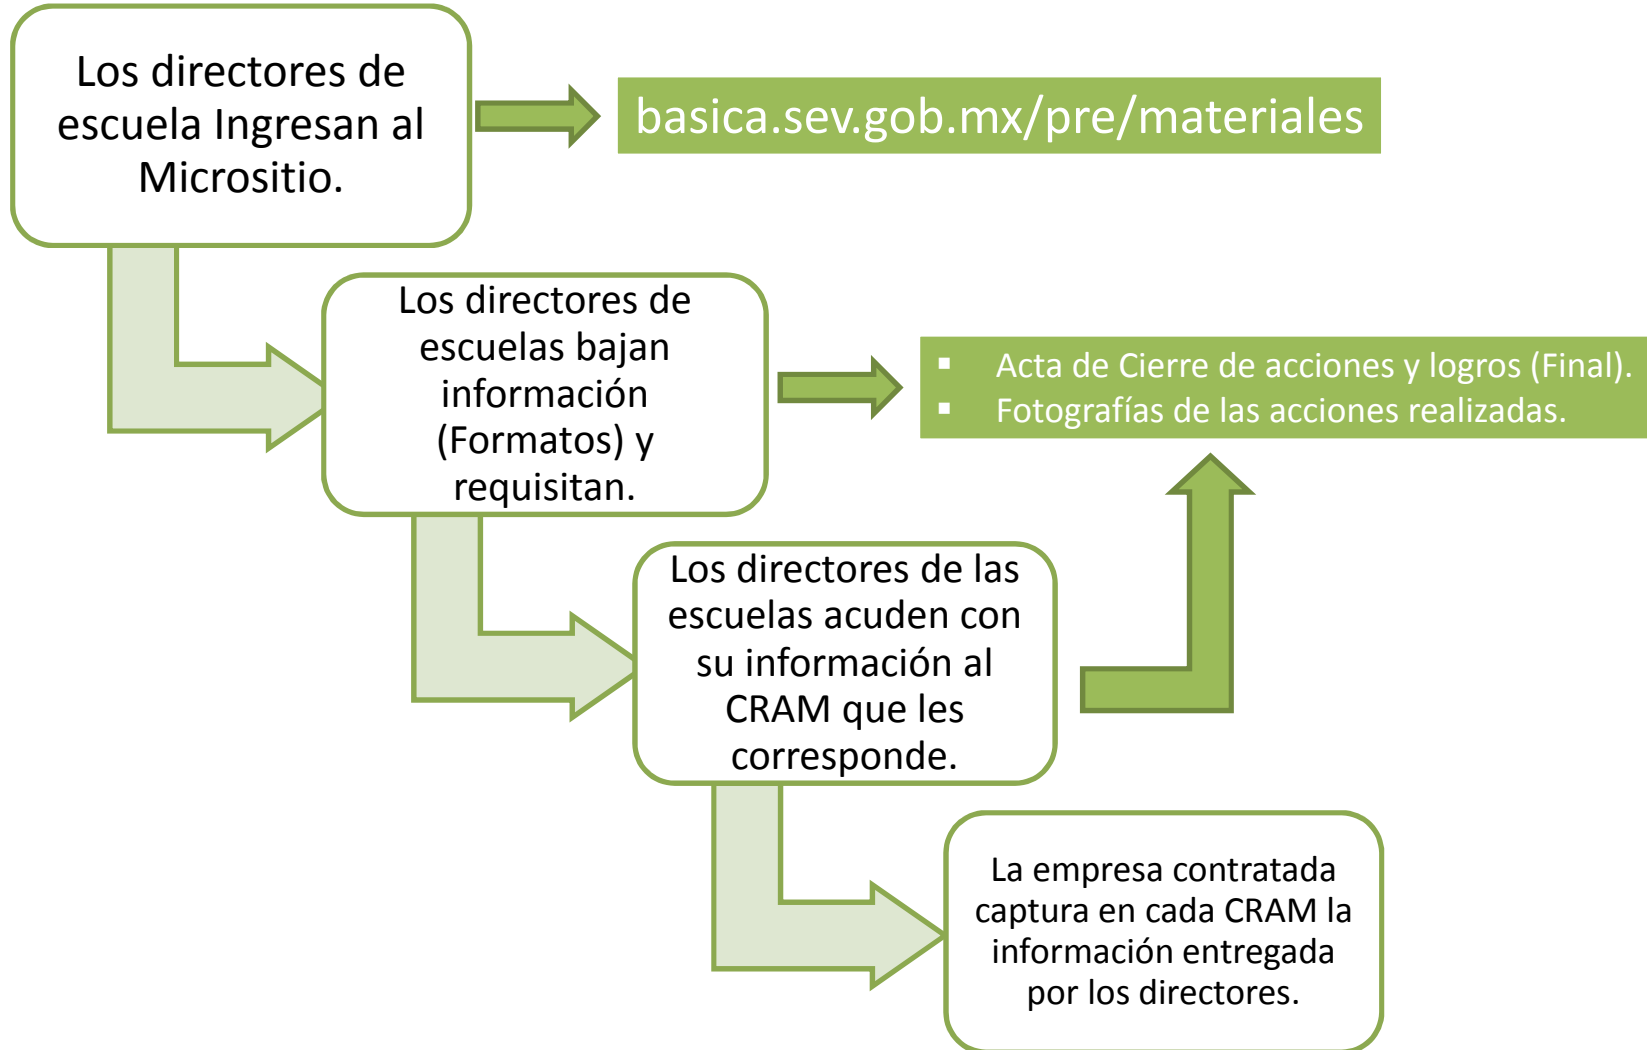 Los directores de
escuela Ingresan al
Micrositio.
basica.sev.gob.mx/pre/materiales
Los directores de
escuelas bajan
información
(Formatos) y
requisitan.
▪ Acta de Cierre de acciones y logros (Final).
▪ Fotografías de las acciones realizadas.
Los directores de las
escuelas acuden con
su información al
CRAM que les
corresponde.
La empresa contratada
captura en cada CRAM la
información entregada
por los directores.